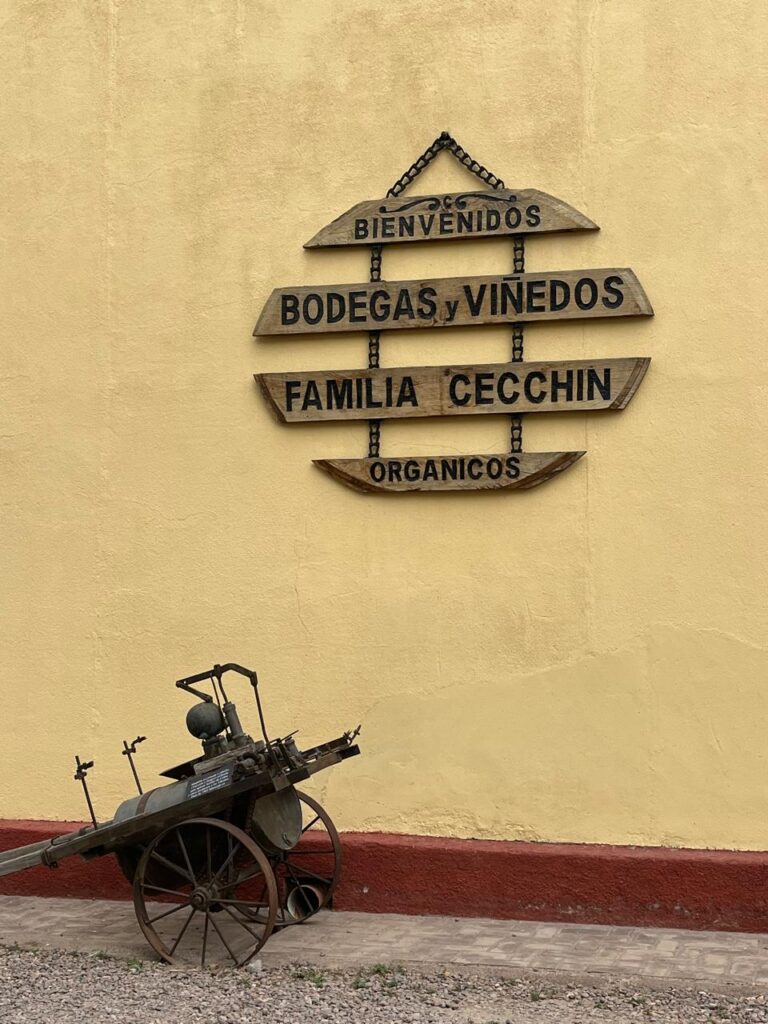 C
BIENVENIDOS
BODEGAS y VIÑEDOS
FAMILIA CECCHIN
ORGANICOS